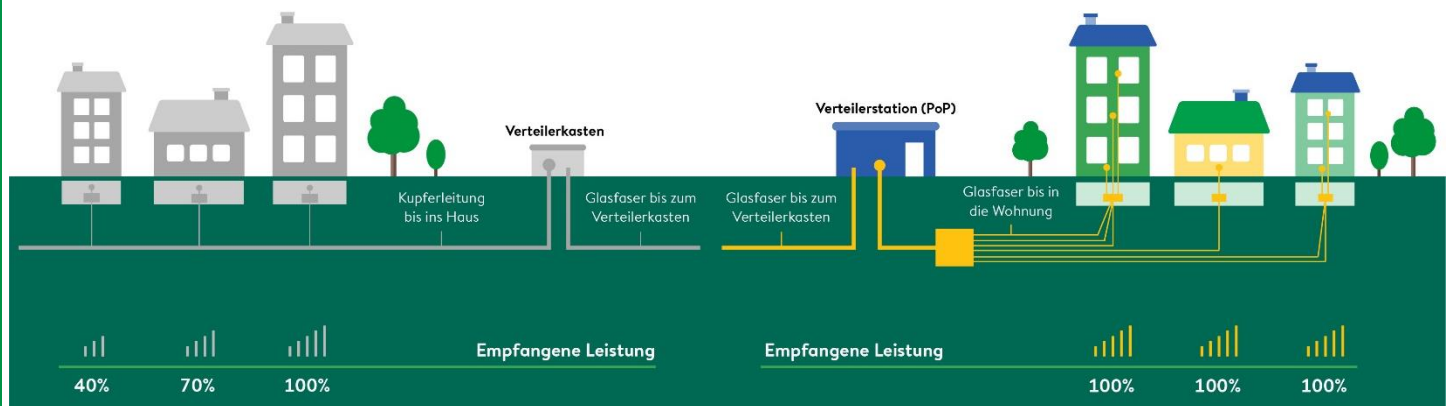 Verteilerkasten
Kupferleitung
bis ins Haus
Glasfaser bis zum
Verteilerkasten
Empfangene Leistung
40%
70%
100%
Verteilerstation (PoP)
Glasfaser bis zum
Verteilerkasten
Glasfaser bis in
die Wohnung
Empfangene Leistung
100%
100%
100%